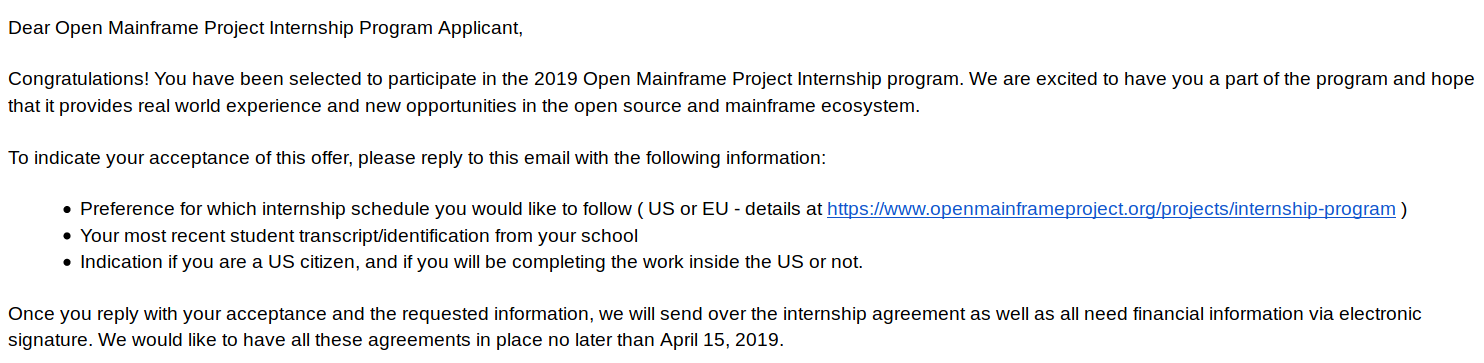 Dear Open Mainframe Project Internship Program Applicant,
Congratulations! You have been selected to participate in the 2019 Open Mainframe Project Internship program. We are excited to have you a part of the program and hope
that it provides real world experience and new opportunities in the open source and mainframe ecosystem.
To indicate your acceptance of this offer, please reply to this email with the following information:
• Preference for which internship schedule you would like to follow ( US or EU - details at https://www.openmainframeproject.org/projects/internship-program )
• Your most recent student transcript/identification from your school
• Indication if you are a US citizen, and if you will be completing the work inside the US or not.
Once you reply with your acceptance and the requested information, we will send over the internship agreement as well as all need financial information via electronic
signature. We would like to have all these agreements in place no later than April 15, 2019.